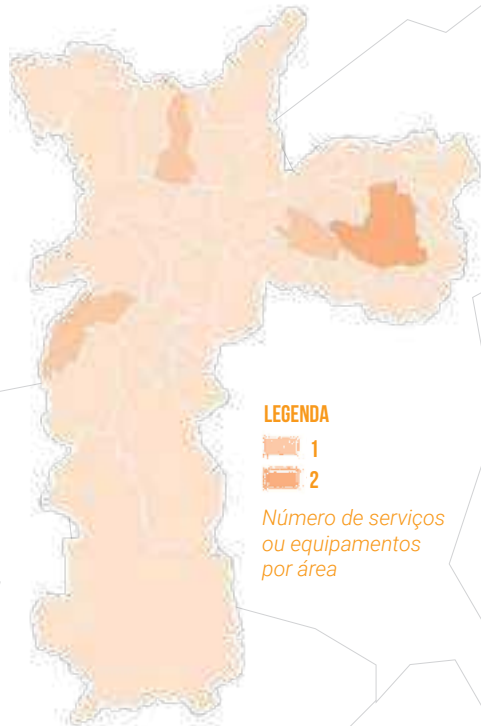 LEGENDA
1
2
Número de serviços
ou equipamentos
por área